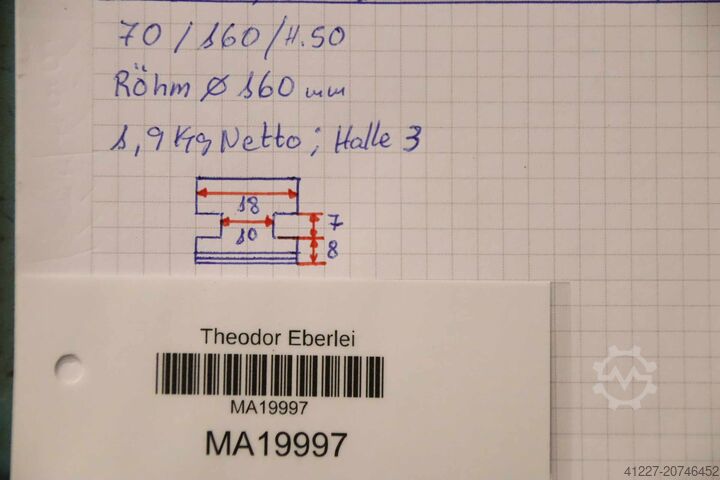 70 / 160 / H.50
Röhm Ø 160 mm
1,9 Kg Netto ; Halle 3
18
7
10
8
Theodor Eberlei
MA19997
MA19997
41227-20746452